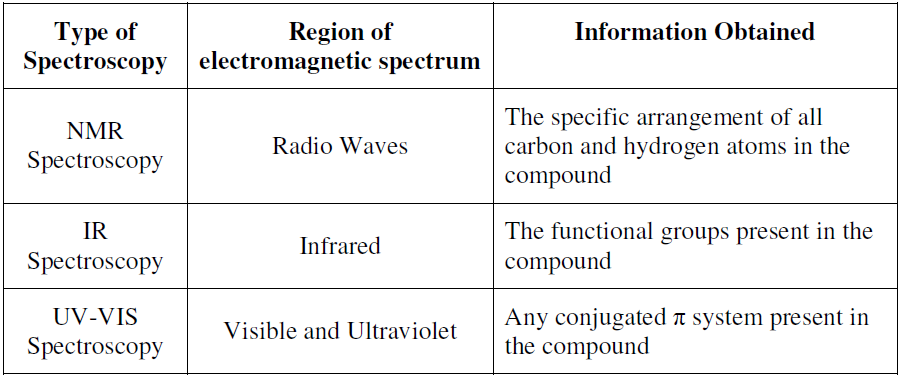 Type of
Spectroscopy
Region of
electromagnetic spectrum
Information Obtained
NMR
Spectroscopy
Radio Waves
The specific arrangement of all
carbon and hydrogen atoms in the
compound
IR
Spectroscopy
Infrared
The functional groups present in the
compound
UV-VIS
Spectroscopy
Visible and Ultraviolet
Any conjugated π system present in
the compound